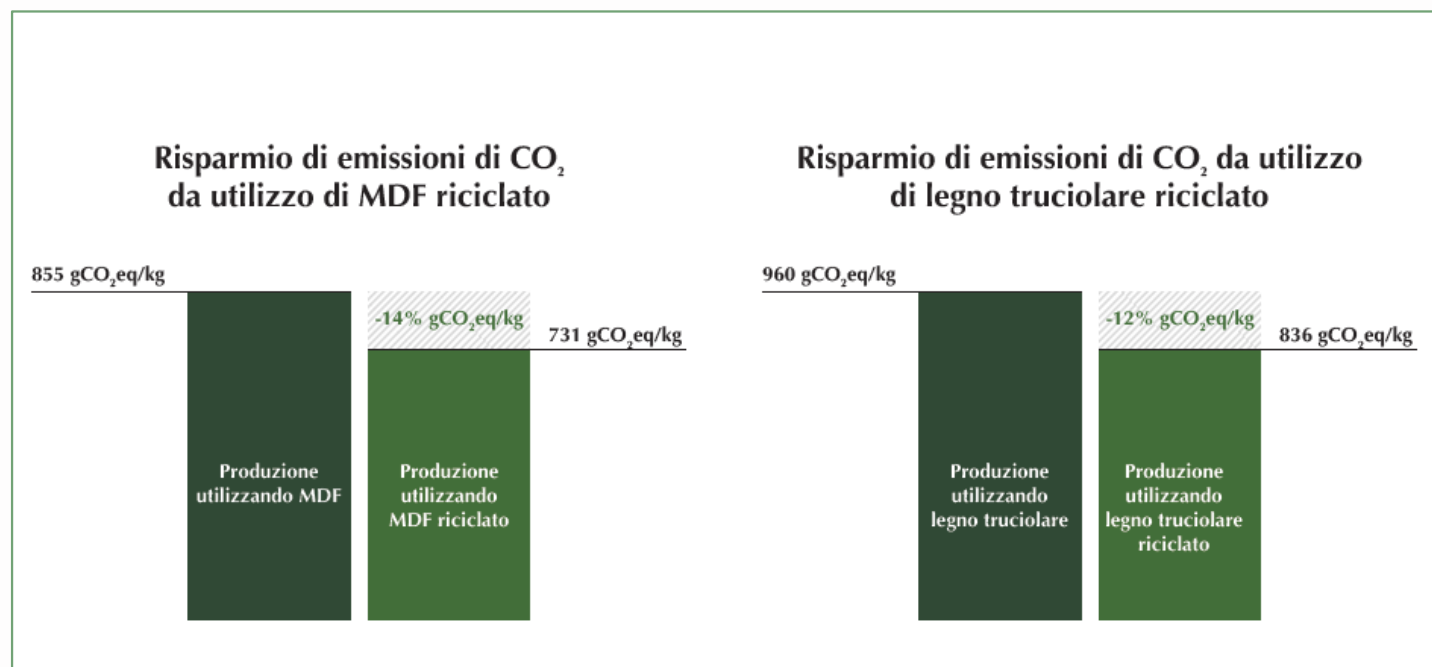 Risparmio di emissioni di CO₂
da utilizzo di MDF riciclato
855 gCO₂eq/kg
-14% gCO₂eq/kg
731 gCO₂eq/kg
Produzione
utilizzando MDF
Produzione
utilizzando
MDF riciclato
Risparmio di emissioni di CO₂ da utilizzo
di legno truciolare riciclato
960 gCO₂eq/kg
-12% gCO₂eq/kg
836 gCO₂eq/kg
Produzione
utilizzando
legno truciolare
Produzione
utilizzando
legno truciolare
riciclato